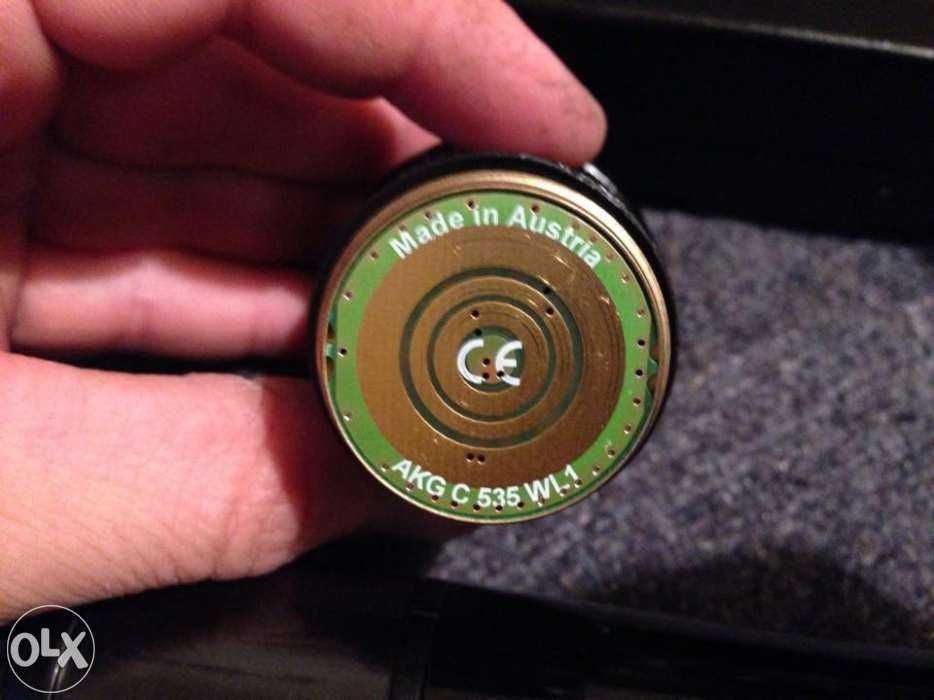 Made in Austria
CE
AKG C 535 WL1
OLX